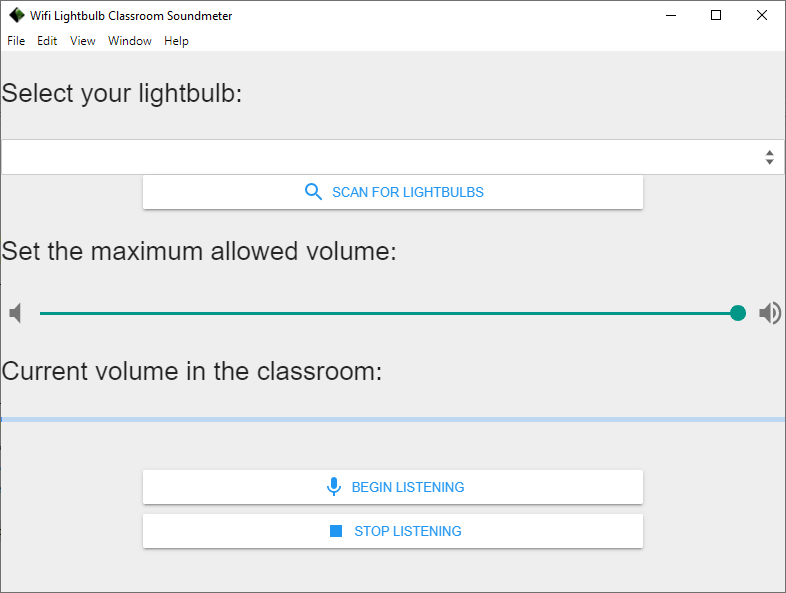 Wifi Lightbulb Classroom Soundmeter
File Edit View Window Help
Select your lightbulb:
SCAN FOR LIGHTBULBS
Set the maximum allowed volume:
Current volume in the classroom:
BEGIN LISTENING
STOP LISTENING